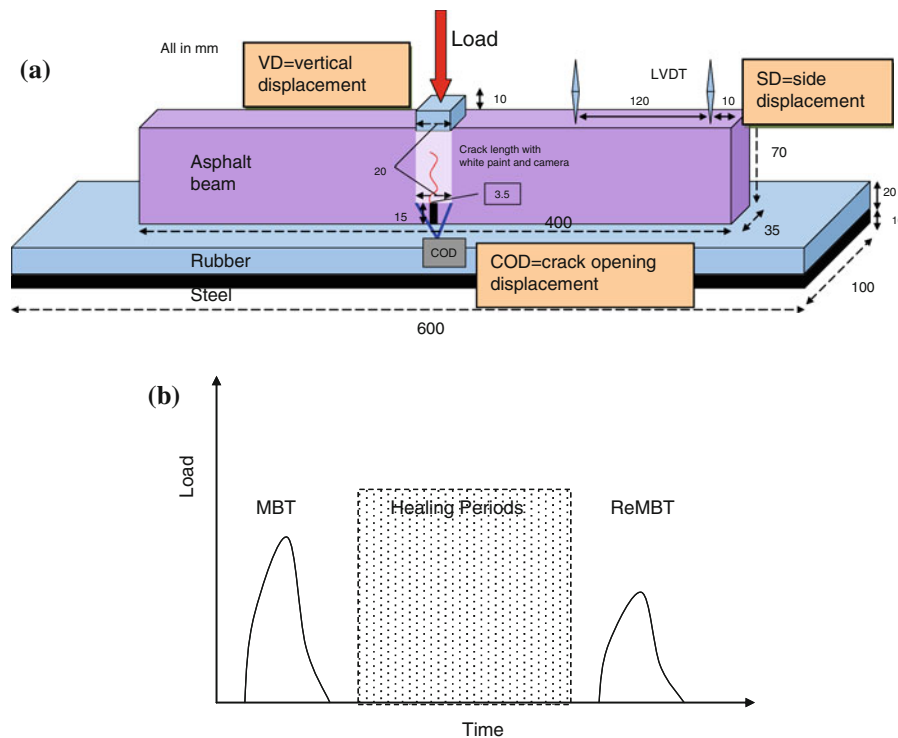 (a)
All in mm
Load
VD=vertical
displacement
10
LVDT
120
10
SD=side
displacement
Asphalt
beam
Crack length with
white paint and camera
20
3.5
15
70
400
35
20
COD
Rubber
Steel
COD=crack opening
displacement
100
600
(b)
Load
MBT
Healing Periods
ReMBT
Time